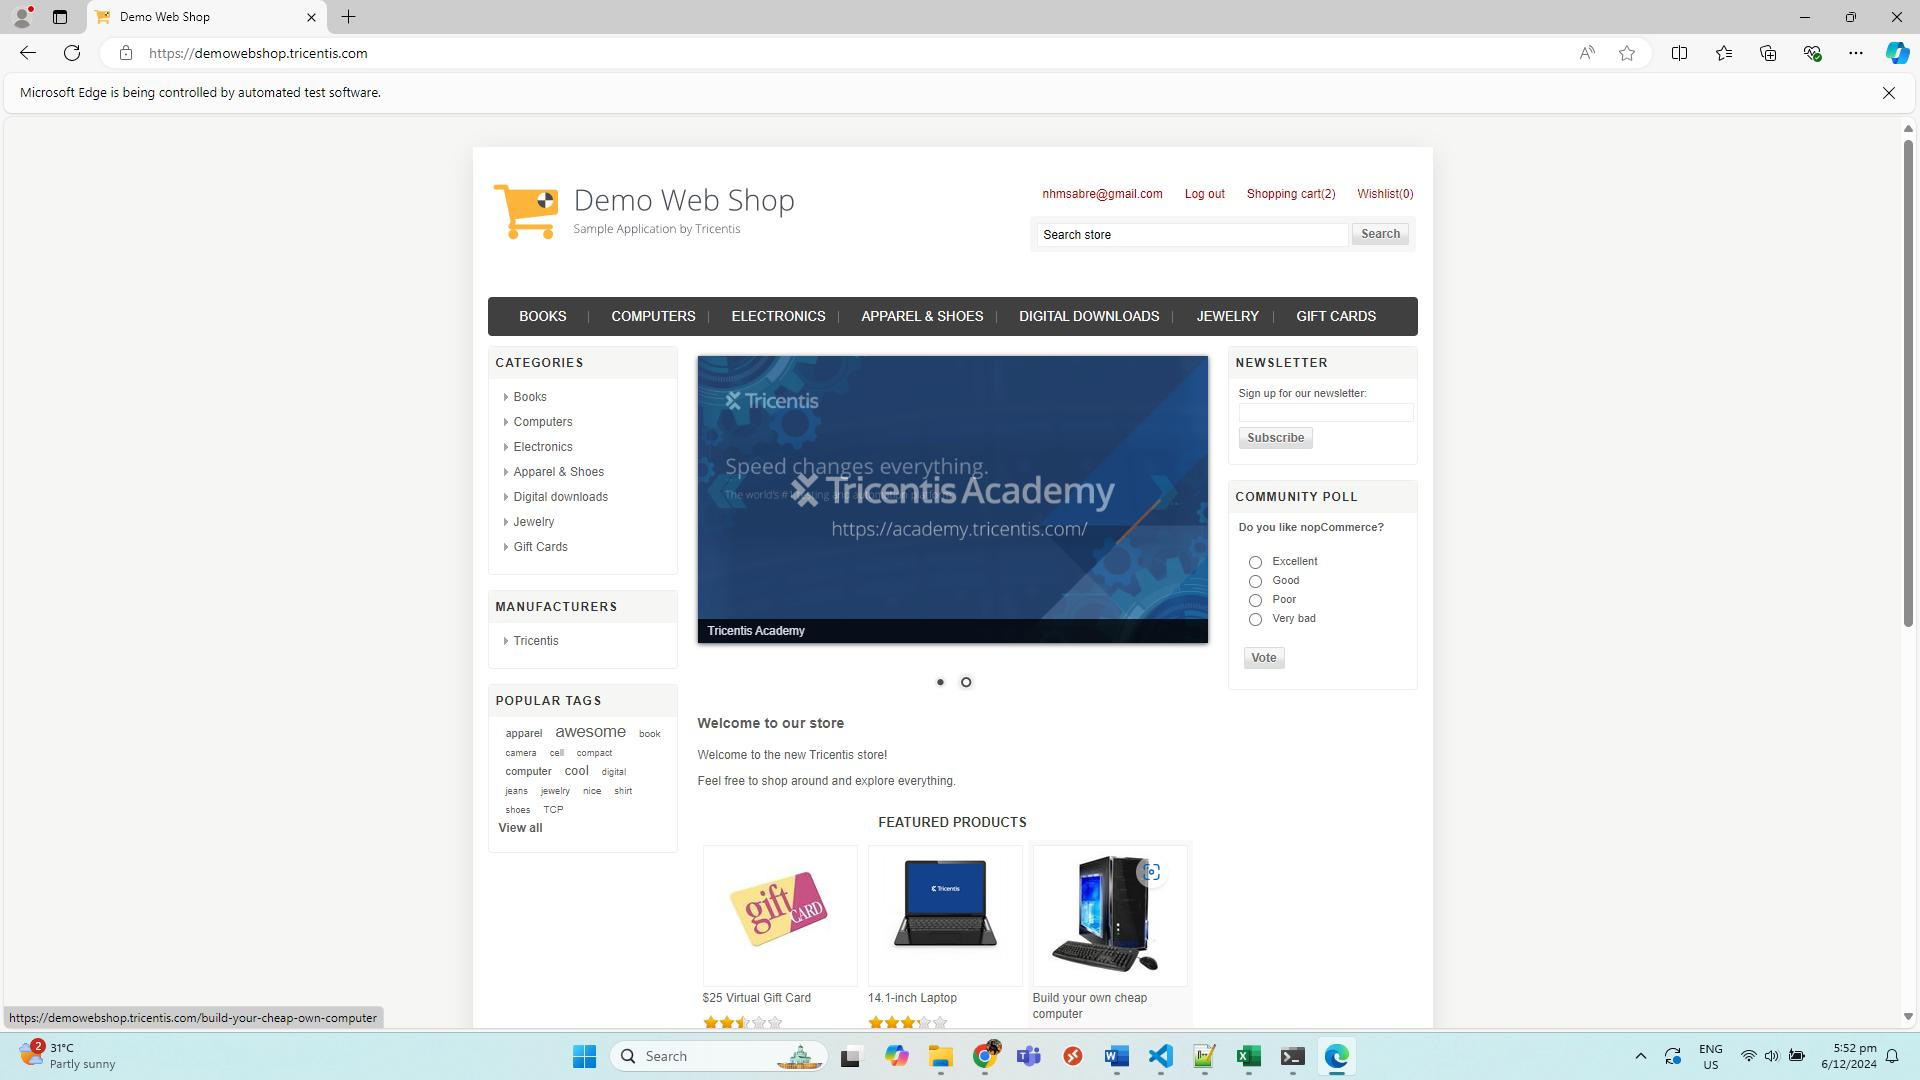 Demo Web Shop
https://demowebshop.tricentis.com
Microsoft Edge is being controlled by automated test software.
Demo Web Shop
Sample Application by Tricentis
nhmsabre@gmail.com Log out Shopping cart(2) Wishlist(0)
Search store Search
BOOKS COMPUTERS ELECTRONICS APPAREL & SHOES DIGITAL DOWNLOADS JEWELRY GIFT CARDS
CATEGORIES
Books
Computers
Electronics
Apparel & Shoes
Digital downloads
Jewelry
Gift Cards
MANUFACTURERS
Tricentis
POPULAR TAGS
apparel awesome book
camera cell compact
computer cool digital
jeans jewelry nice shirt
shoes TCP
View all
Tricentis
Speed changes everything.
Tricentis Academy
https://academy.tricentis.com/
Tricentis Academy
Welcome to our store
Welcome to the new Tricentis store!
Feel free to shop around and explore everything.
FEATURED PRODUCTS
gift CARD
Tricentis
$25 Virtual Gift Card
14.1-inch Laptop
Build your own cheap
computer
NEWSLETTER
Sign up for our newsletter:
Subscribe
COMMUNITY POLL
Do you like nopCommerce?
Excellent
Good
Poor
Very bad
Vote
https://demowebshop.tricentis.com/build-your-cheap-own-computer
2
31°C
Partly sunny
Search
ENG
US
5:52 pm
6/12/2024